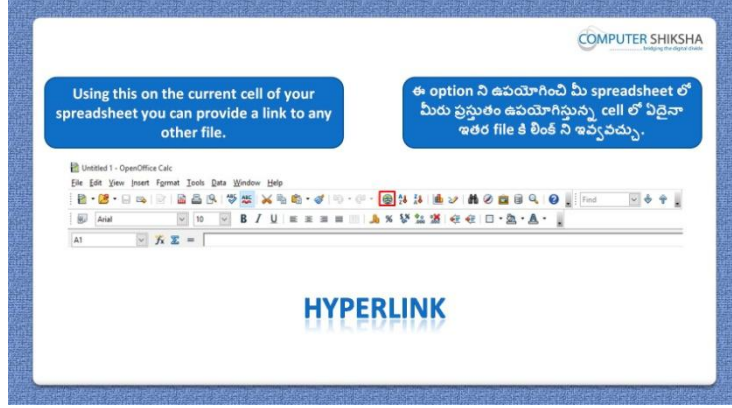 COMPUTER SHIKSHA
bridging the digital divide
Using this on the current cell of your
spreadsheet you can provide a link to any
other file.
ఈ option ని ఉపయోగించి మీ spreadsheet లో
మీరు ప్రస్తుతం ఉపయోగిస్తున్న cell లో ఏదైనా
ఇతర file కి లింక్ ని ఇవ్వవచ్చు.
Untitled 1 - OpenOffice Calc
File Edit View Insert Format Tools Data Window Help
Find
Arial 10 B I U
A1
HYPERLINK